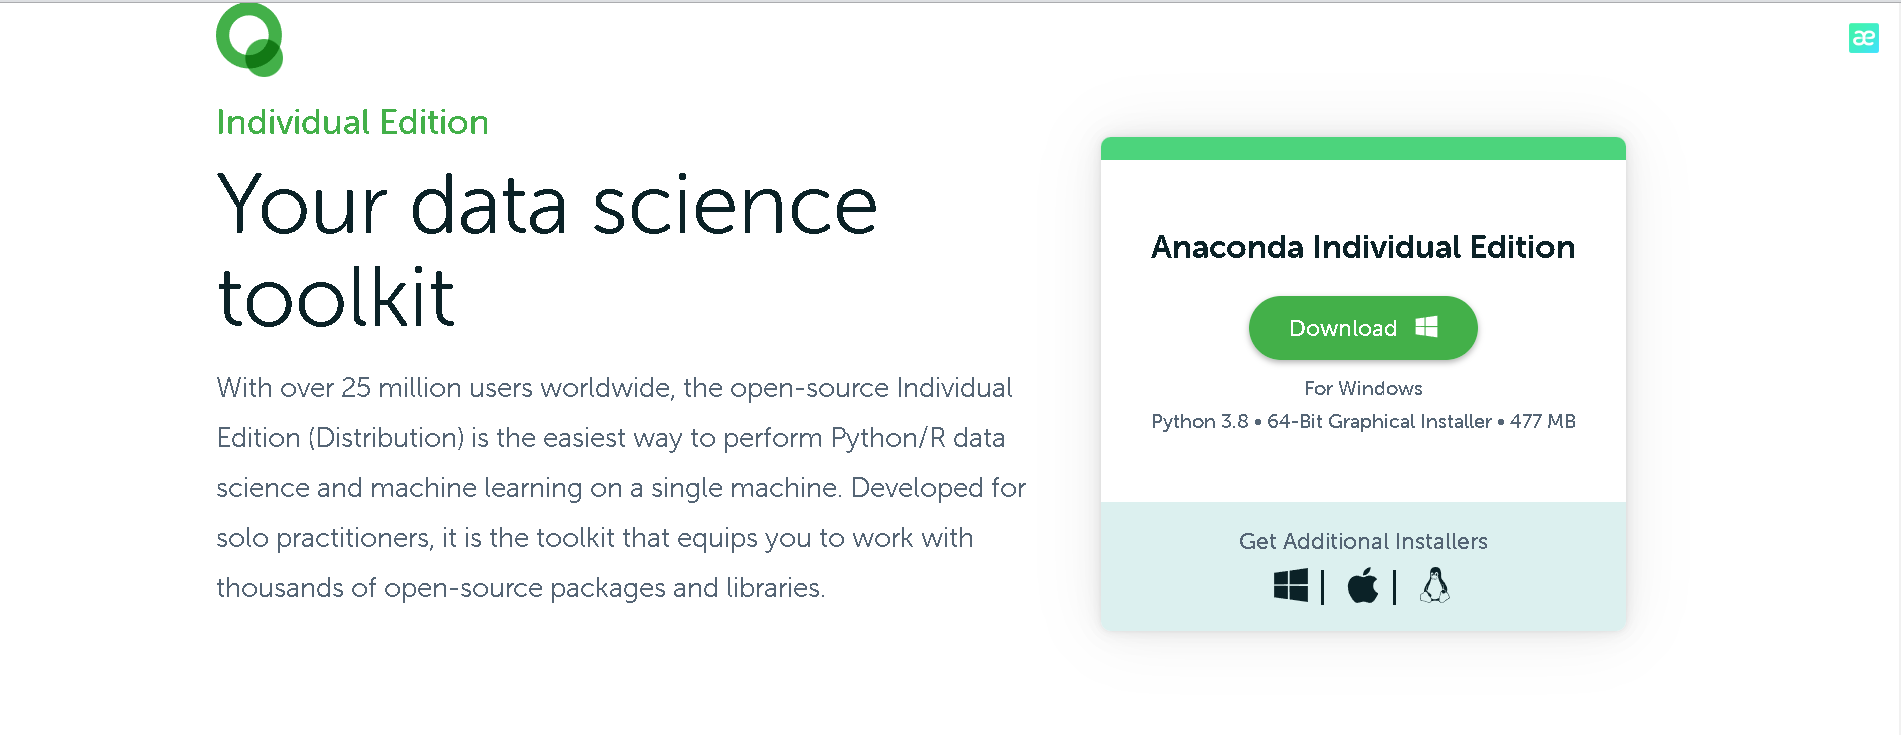 Individual Edition
Your data science
toolkit
With over 25 million users worldwide, the open-source Individual
Edition (Distribution) is the easiest way to perform Python/R data
science and machine learning on a single machine. Developed for
solo practitioners, it is the toolkit that equips you to work with
thousands of open-source packages and libraries.
æ
Anaconda Individual Edition
Download
For Windows
Python 3.8 • 64-Bit Graphical Installer • 477 MB
Get Additional Installers